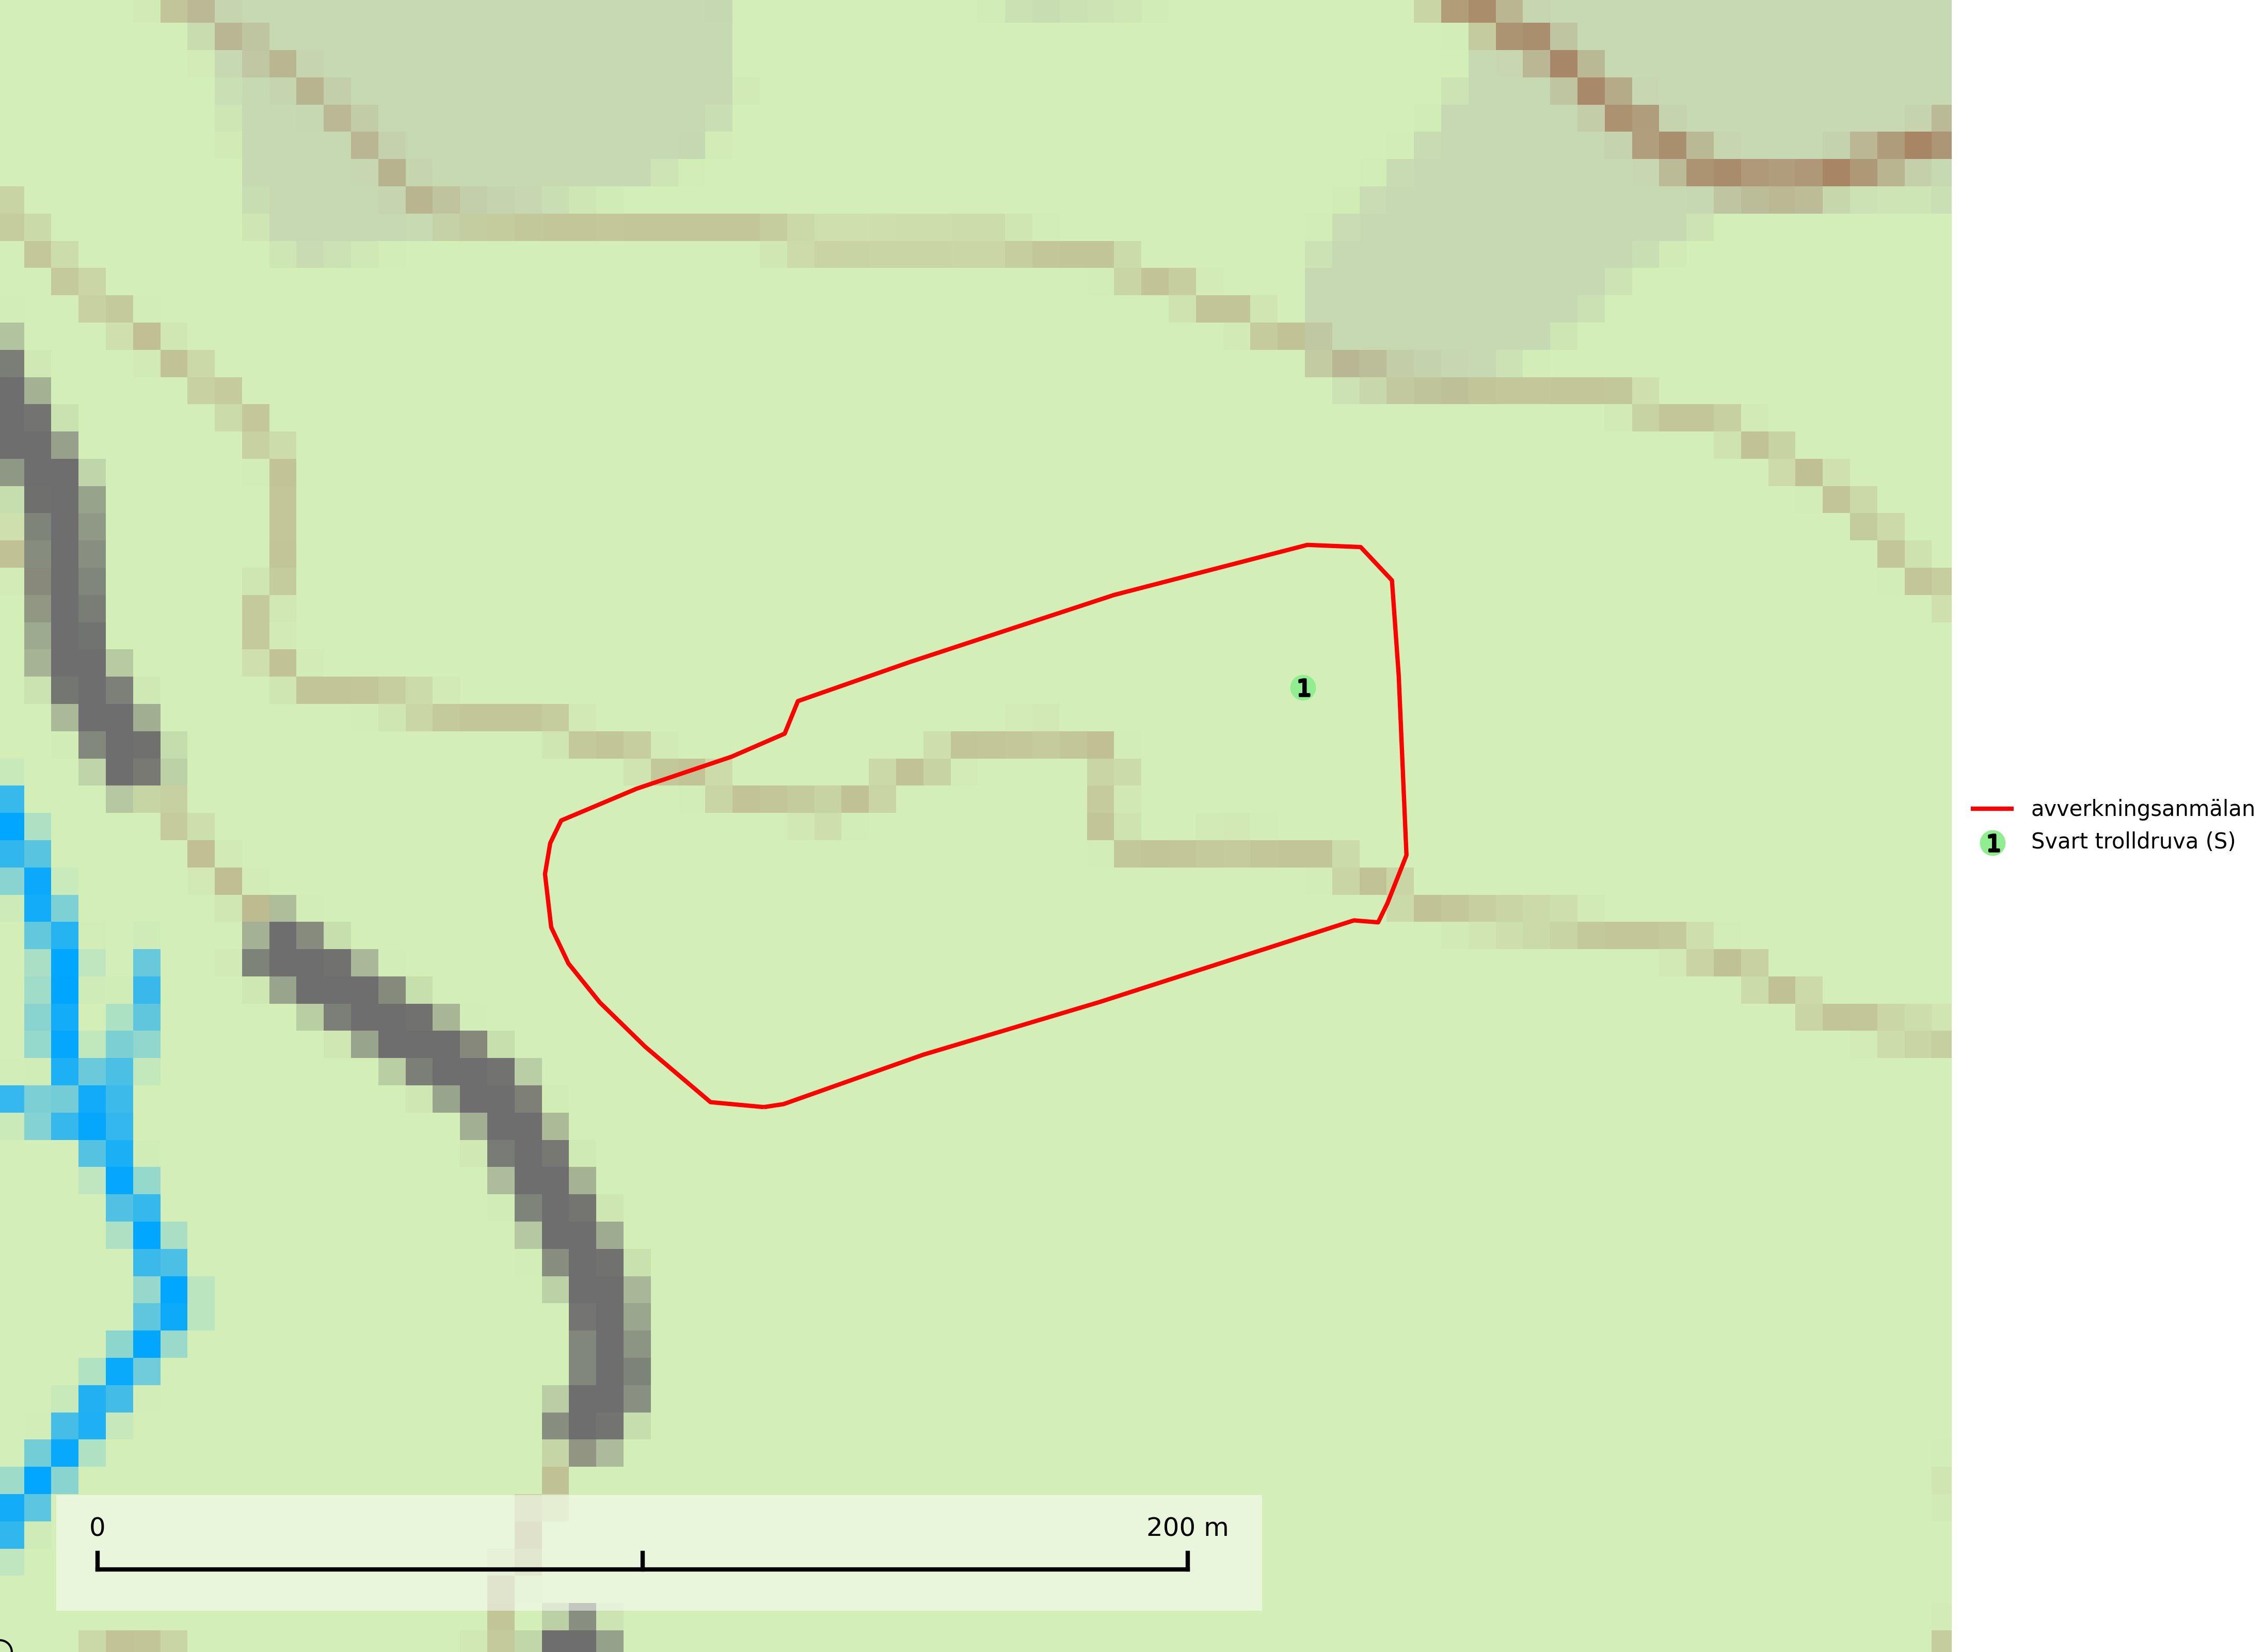 1
avverkningsanmälan
1 Svart trolldruva (S)
0 200 m